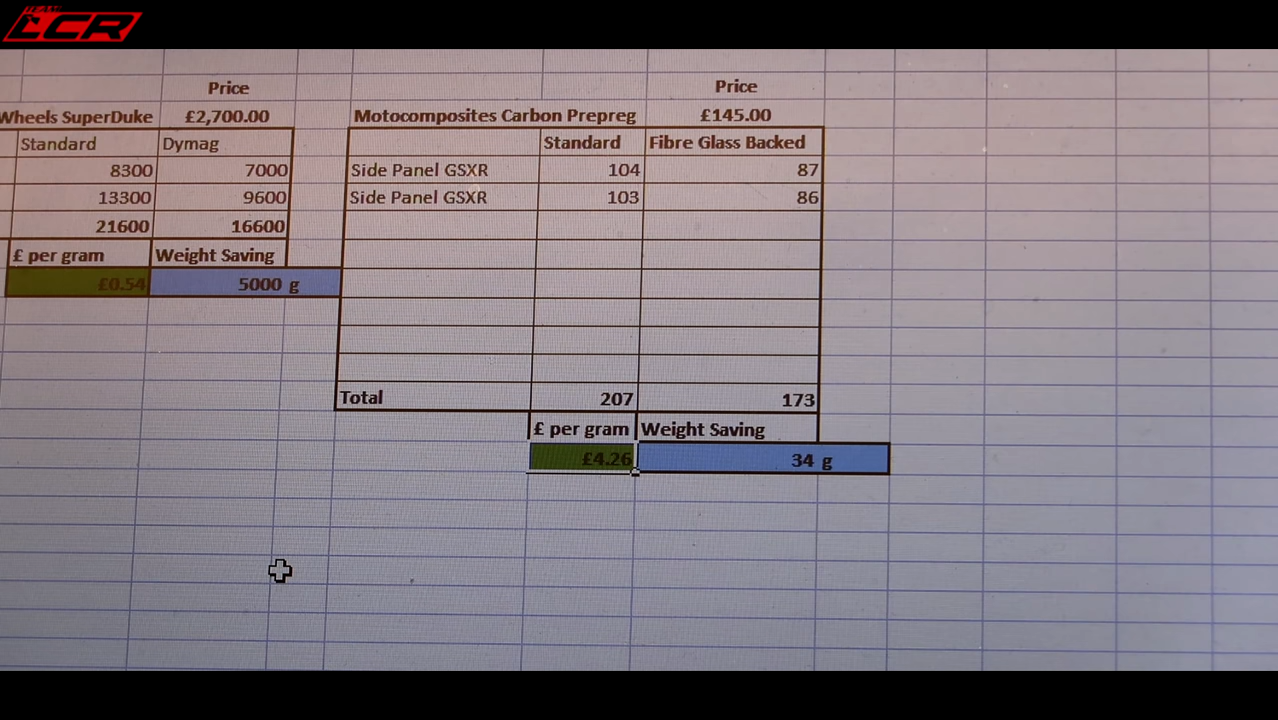 TEAM LCR
Price
Wheels SuperDuke £2,700.00
Standard Dymag
8300 7000
13300 9600
21600 16600
£ per gram Weight Saving
£0.54 5000 g
Price
Motocomposites Carbon Prepreg £145.00
Standard Fibre Glass Backed
Side Panel GSXR 104 87
Side Panel GSXR 103 86
Total 207 173
£ per gram Weight Saving
£4.26 34 g